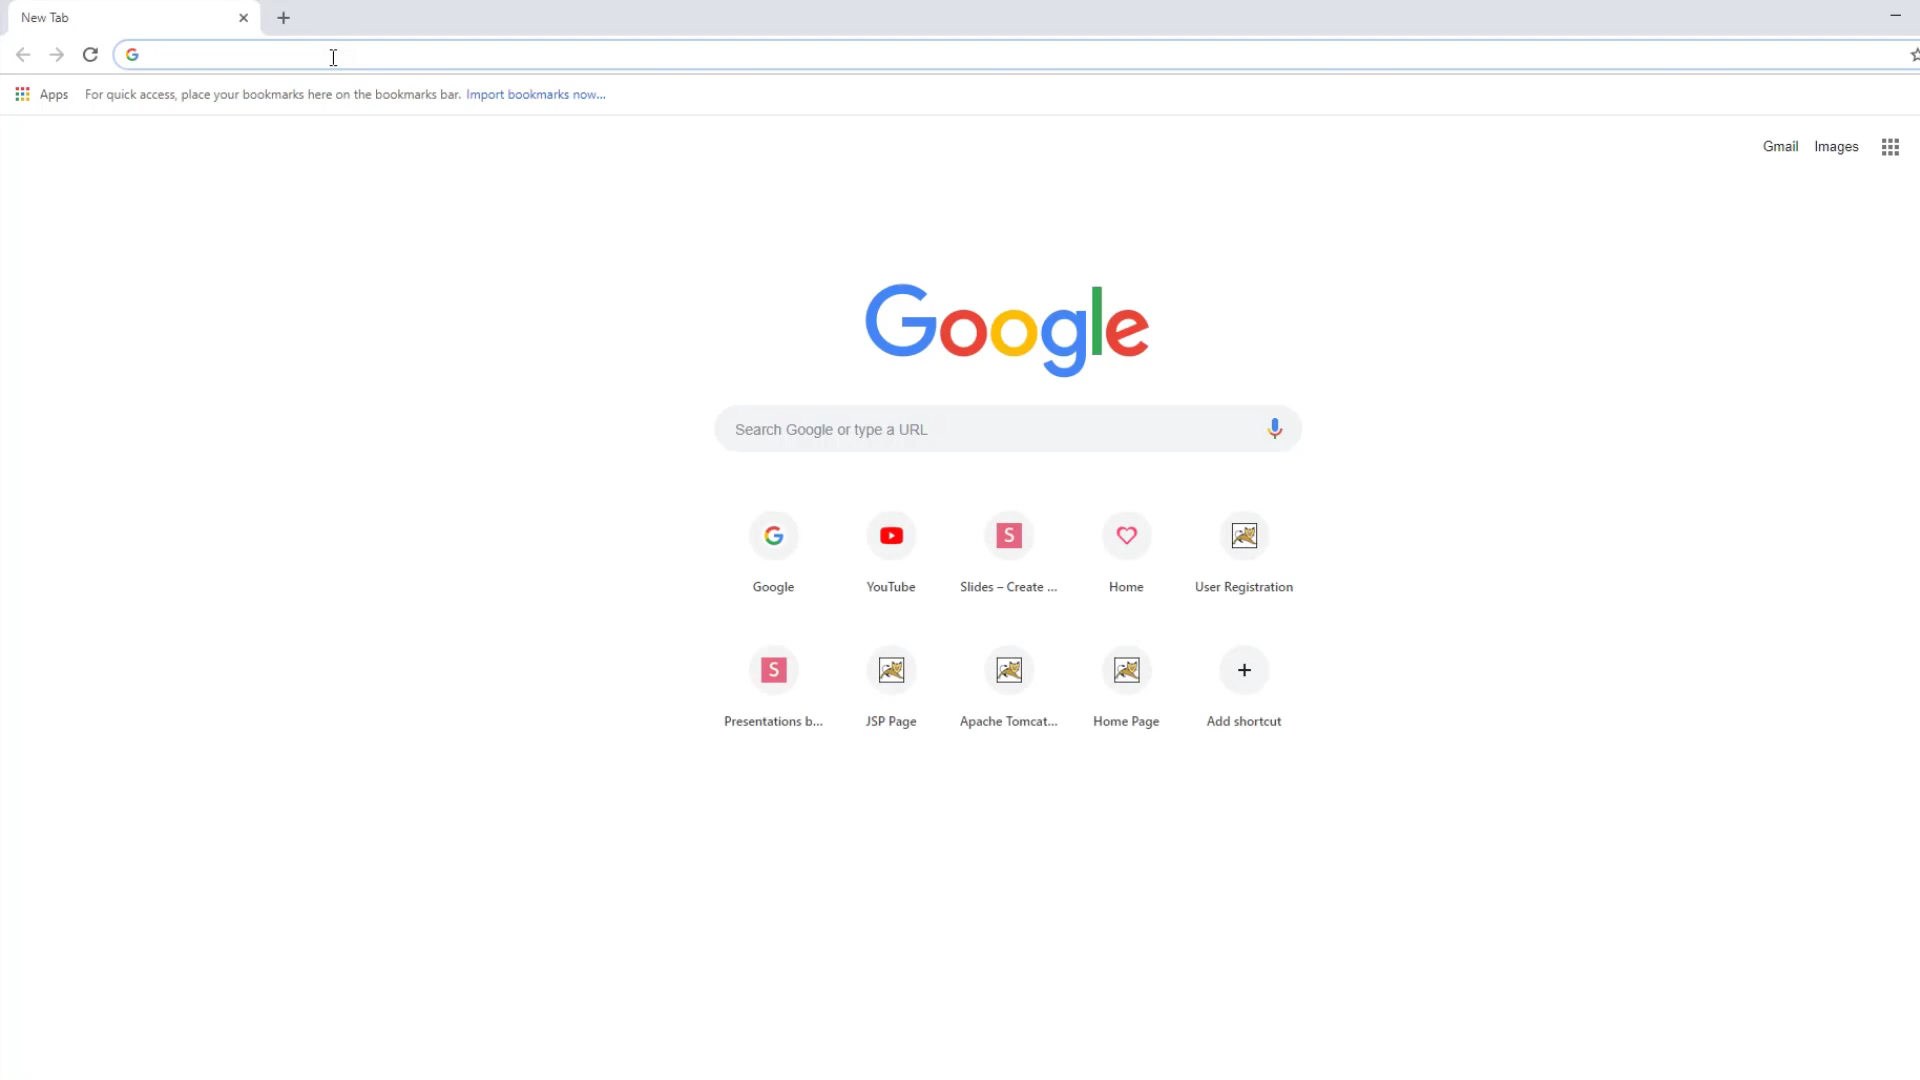 New Tab
Apps For quick access, place your bookmarks here on the bookmarks bar. Import bookmarks now...
Gmail Images
Google
Search Google or type a URL
Google YouTube Slides – Create ... Home User Registration
Presentations b... JSP Page Apache Tomcat... Home Page Add shortcut